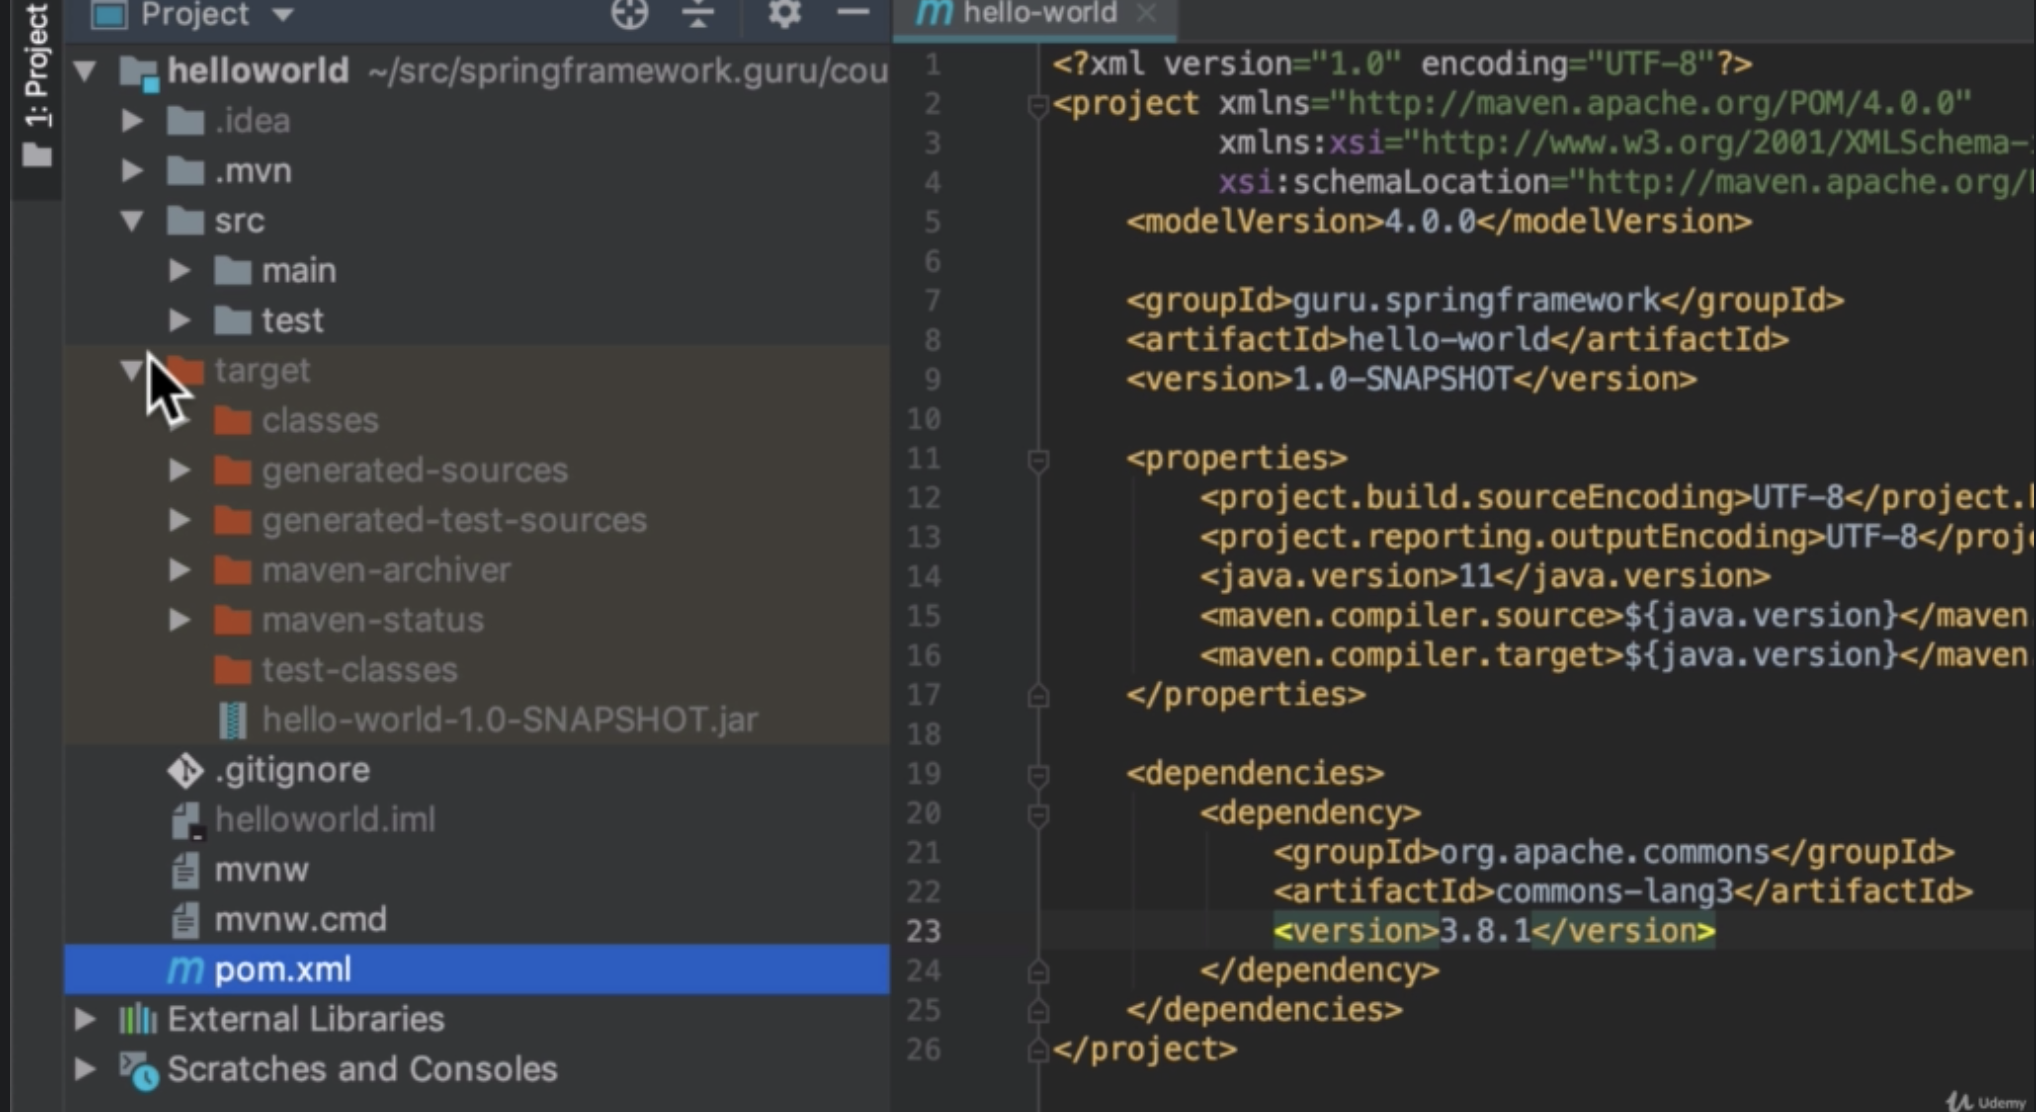 1: Project
Project
helloworld ~/src/springframework.guru/cou
.idea
.mvn
src
main
test
target
classes
generated-sources
generated-test-sources
maven-archiver
maven-status
test-classes
hello-world-1.0-SNAPSHOT.jar
.gitignore
helloworld.iml
mvnw
mvnw.cmd
pom.xml
External Libraries
Scratches and Consoles
hello-world
1 <?xml version="1.0" encoding="UTF-8"?>
2 <project xmlns="http://maven.apache.org/POM/4.0.0"
3 xmlns:xsi="http://www.w3.org/2001/XMLSchema-
4 xsi:schemaLocation="http://maven.apache.org/
5 <modelVersion>4.0.0</modelVersion>
6
7 <groupId>guru.springframework</groupId>
8 <artifactId>hello-world</artifactId>
9 <version>1.0-SNAPSHOT</version>
10
11 <properties>
12 <project.build.sourceEncoding>UTF-8</project.
13 <project.reporting.outputEncoding>UTF-8</proj
14 <java.version>11</java.version>
15 <maven.compiler.source>${java.version}</maven
16 <maven.compiler.target>${java.version}</maven
17 </properties>
18
19 <dependencies>
20 <dependency>
21 <groupId>org.apache.commons</groupId>
22 <artifactId>commons-lang3</artifactId>
23 <version>3.8.1</version>
24 </dependency>
25 </dependencies>
26 </project>
Udemy